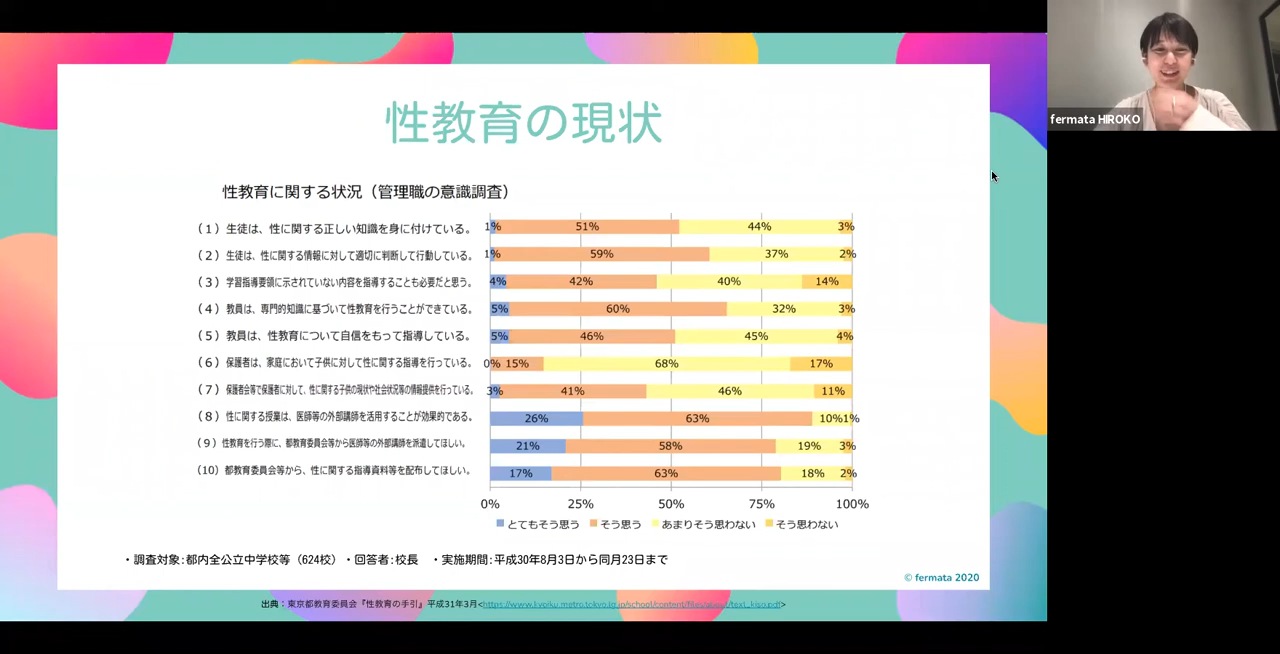 性教育の現状
性教育に関する状況（管理職の意識調査）
（1）生徒は、性に関する正しい知識を身に付けている。 1% 51% 44% 3%
（2）生徒は、性に関する情報に対して適切に判断して行動している。 1% 59% 37% 2%
（3）学習指導要領に示されていない内容を指導することも必要だと思う。 4% 42% 40% 14%
（4）教員は、専門的知識に基づいて性教育を行うことができている。 5% 60% 32% 3%
（5）教員は、性教育について自信をもって指導している。 5% 46% 45% 4%
（6）保護者は、家庭において子供に対して性に関する指導を行っている。 0% 15% 68% 17%
（7）保護者会等で保護者に対して、性に関する子供の現状や社会状況等の情報提供を行っている。 3% 41% 46% 11%
（8）性に関する授業は、医師等の外部講師を活用することが効果的である。 26% 63% 10% 1%
（9）性教育を行う際に、都教育委員会等から医師等の外部講師を派遣してほしい。 21% 58% 19% 3%
（10）都教育委員会等から、性に関する指導資料等を配布してほしい。 17% 63% 18% 2%
0% 25% 50% 75% 100%
とてもそう思う そう思う あまりそう思わない そう思わない
・調査対象：都内全公立中学校等（624校）・回答者：校長 ・実施期間：平成30年8月3日から同月23日まで
© fermata 2020
出典：東京都教育委員会『性教育の手引』平成31年3月
fermata HIROKO